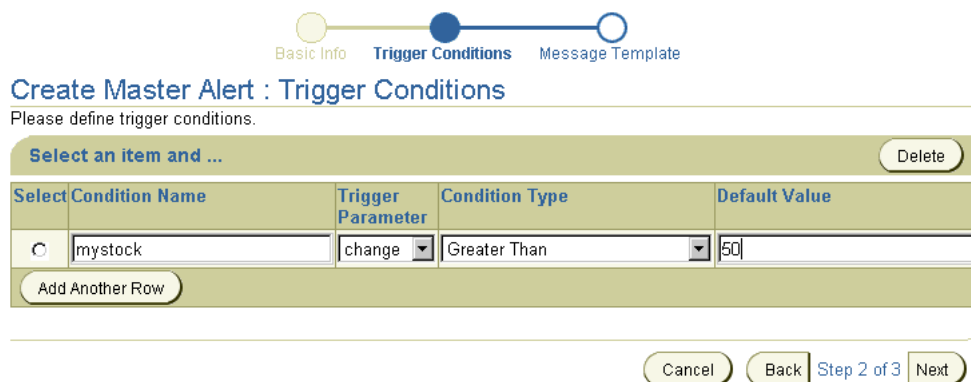 Basic Info Trigger Conditions Message Template
Create Master Alert : Trigger Conditions
Please define trigger conditions.
Select an item and ... Delete
Select Condition Name Trigger Parameter Condition Type Default Value
mystock change Greater Than 50
Add Another Row
Cancel Back Step 2 of 3 Next